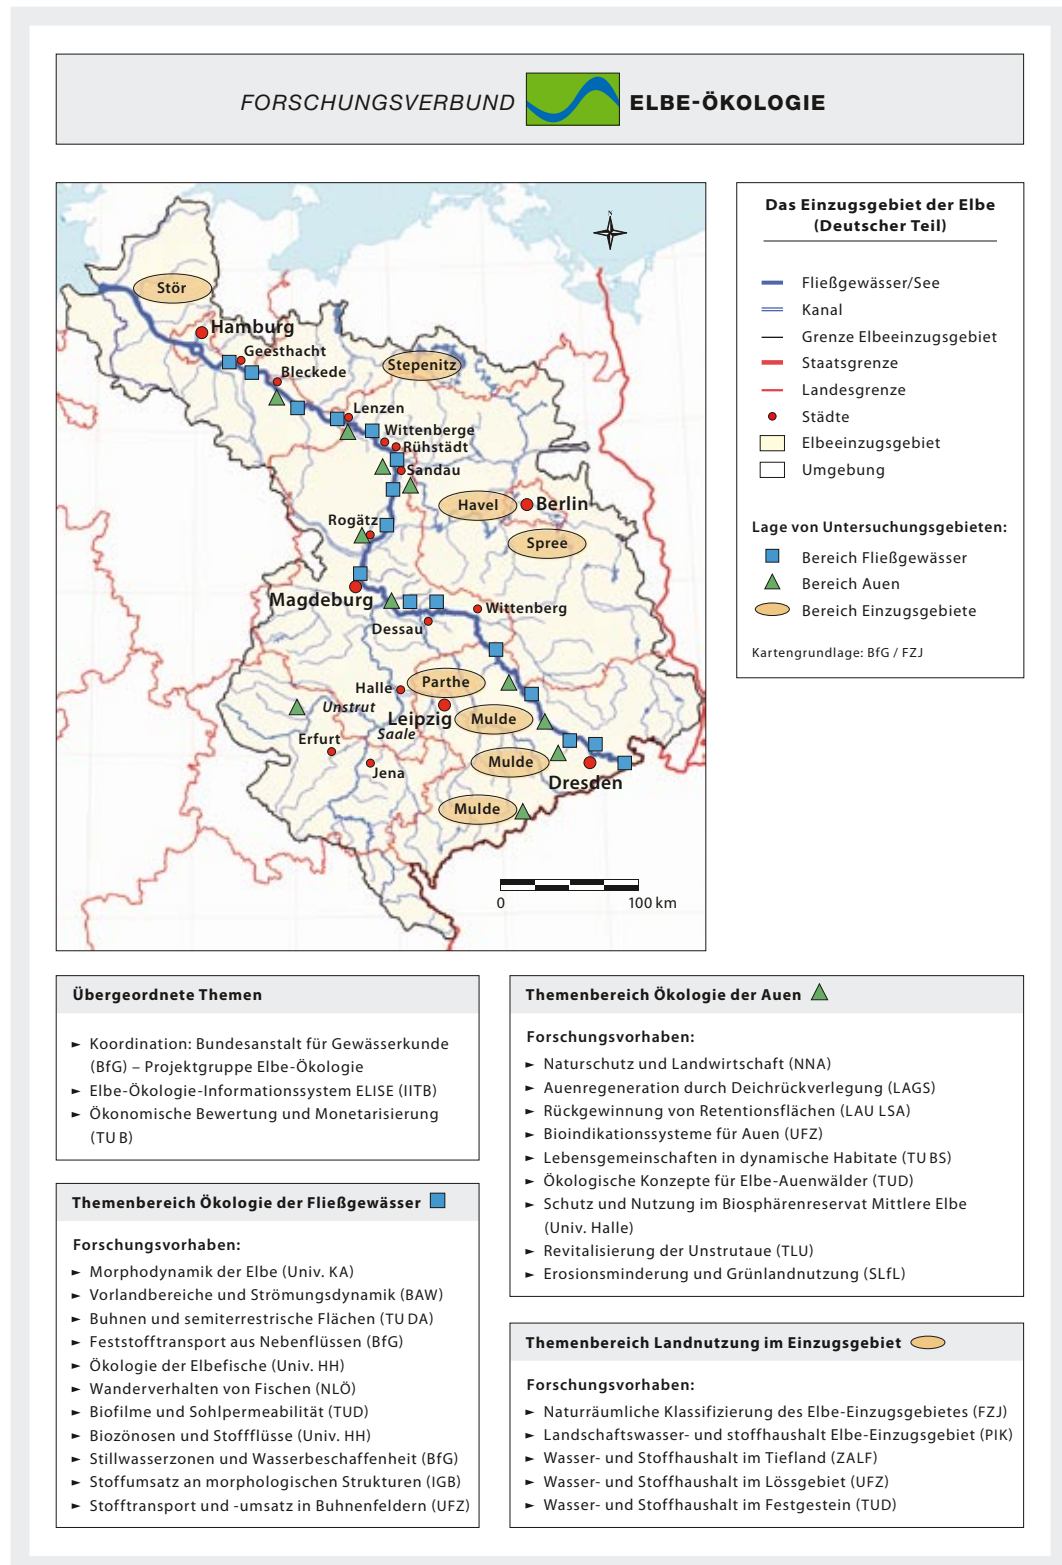 FORSCHUNGSVERBUND ELBE-ÖKOLOGIE
N
Stör
Hamburg
Geesthacht
Bleckede
Stepenitz
Lenzen
Wittenberge
Rühstädt
Sandau
Havel
Berlin
Rogätz
Spree
Magdeburg
Wittenberg
Dessau
Halle
Parthe
Unstrut
Leipzig
Mulde
Saale
Erfurt
Mulde
Jena
Dresden
Mulde
0 100 km
Das Einzugsgebiet der Elbe
(Deutscher Teil)
Fließgewässer/See
Kanal
Grenze Elbeeinzugsgebiet
Staatsgrenze
Landesgrenze
Städte
Elbeeinzugsgebiet
Umgebung
Lage von Untersuchungsgebieten:
Bereich Fließgewässer
Bereich Auen
Bereich Einzugsgebiete
Kartengrundlage: BfG / FZJ
Übergeordnete Themen
► Koordination: Bundesanstalt für Gewässerkunde
(BfG) – Projektgruppe Elbe-Ökologie
► Elbe-Ökologie-Informationssystem ELISE (IITB)
► Ökonomische Bewertung und Monetarisierung
(TU B)
Themenbereich Ökologie der Fließgewässer
Forschungsvorhaben:
► Morphodynamik der Elbe (Univ. KA)
► Vorlandbereiche und Strömungsdynamik (BAW)
► Buhnen und semiterrestrische Flächen (TU DA)
► Feststofftransport aus Nebenflüssen (BfG)
► Ökologie der Elbefische (Univ. HH)
► Wanderverhalten von Fischen (NLÖ)
► Biofilme und Sohlpermeabilität (TUD)
► Biozönosen und Stoffflüsse (Univ. HH)
► Stillwasserzonen und Wasserbeschaffenheit (BfG)
► Stoffumsatz an morphologischen Strukturen (IGB)
► Stofftransport und -umsatz in Buhnenfeldern (UFZ)
Themenbereich Ökologie der Auen
Forschungsvorhaben:
► Naturschutz und Landwirtschaft (NNA)
► Auenregeneration durch Deichrückverlegung (LAGS)
► Rückgewinnung von Retentionsflächen (LAU LSA)
► Bioindikationssysteme für Auen (UFZ)
► Lebensgemeinschaften in dynamische Habitate (TU BS)
► Ökologische Konzepte für Elbe-Auenwälder (TUD)
► Schutz und Nutzung im Biosphärenreservat Mittlere Elbe
(Univ. Halle)
► Revitalisierung der Unstrutaue (TLU)
► Erosionsminderung und Grünlandnutzung (SLfL)
Themenbereich Landnutzung im Einzugsgebiet
Forschungsvorhaben:
► Naturräumliche Klassifizierung des Elbe-Einzugsgebietes (FZJ)
► Landschaftswasser- und stoffhaushalt Elbe-Einzugsgebiet (PIK)
► Wasser- und Stoffhaushalt im Tiefland (ZALF)
► Wasser- und Stoffhaushalt im Lössgebiet (UFZ)
► Wasser- und Stoffhaushalt im Festgestein (TUD)